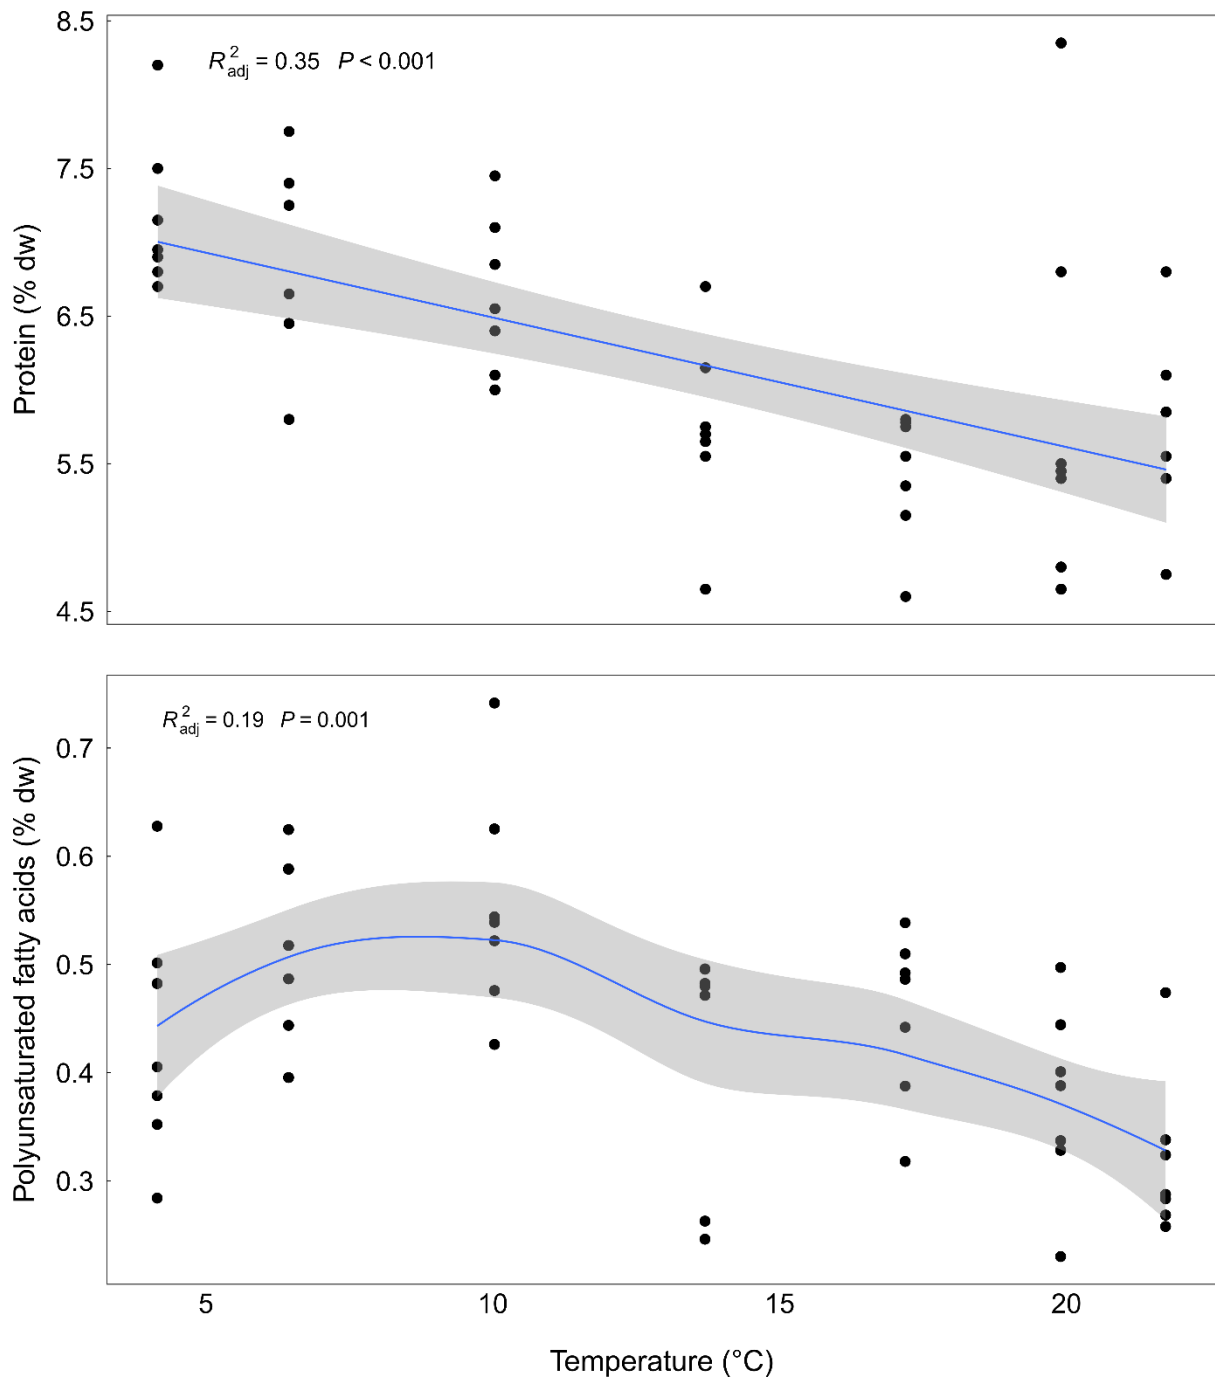 8.5
R²adj = 0.35 P < 0.001
7.5
6.5
5.5
4.5
Protein (% dw)
R²adj = 0.19 P = 0.001
0.7
0.6
0.5
0.4
0.3
Polyunsaturated fatty acids (% dw)
5 10 15 20
Temperature (°C)